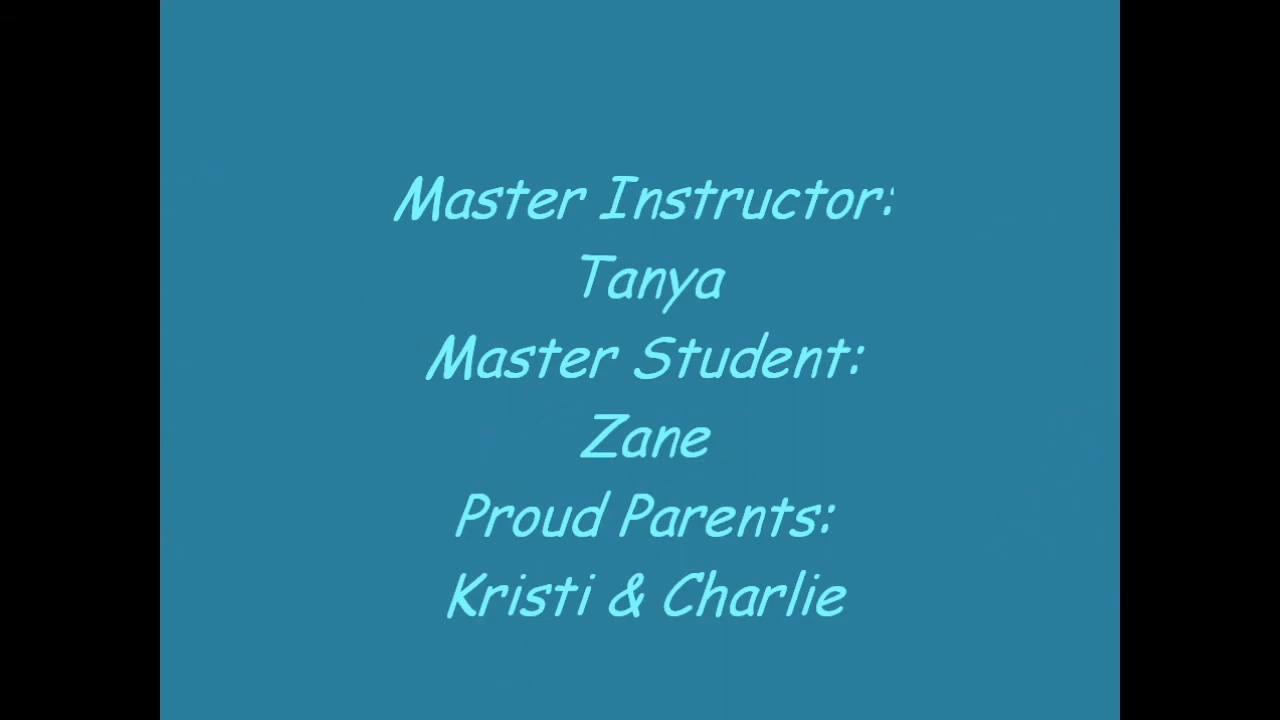 Master Instructor:
Tanya
Master Student:
Zane
Proud Parents:
Kristi & Charlie